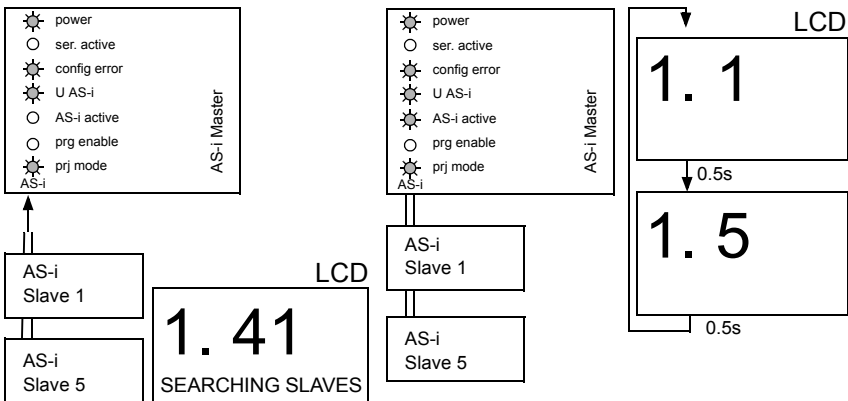 power
ser. active
config error
U AS-i
AS-i active
prg enable
prj mode
AS-i
AS-i Master
AS-i
Slave 1
AS-i
Slave 5
LCD
1. 41
SEARCHING SLAVES
power
ser. active
config error
U AS-i
AS-i active
prg enable
prj mode
AS-i
AS-i Master
AS-i
Slave 1
AS-i
Slave 5
LCD
1. 1
0.5s
1. 5
0.5s